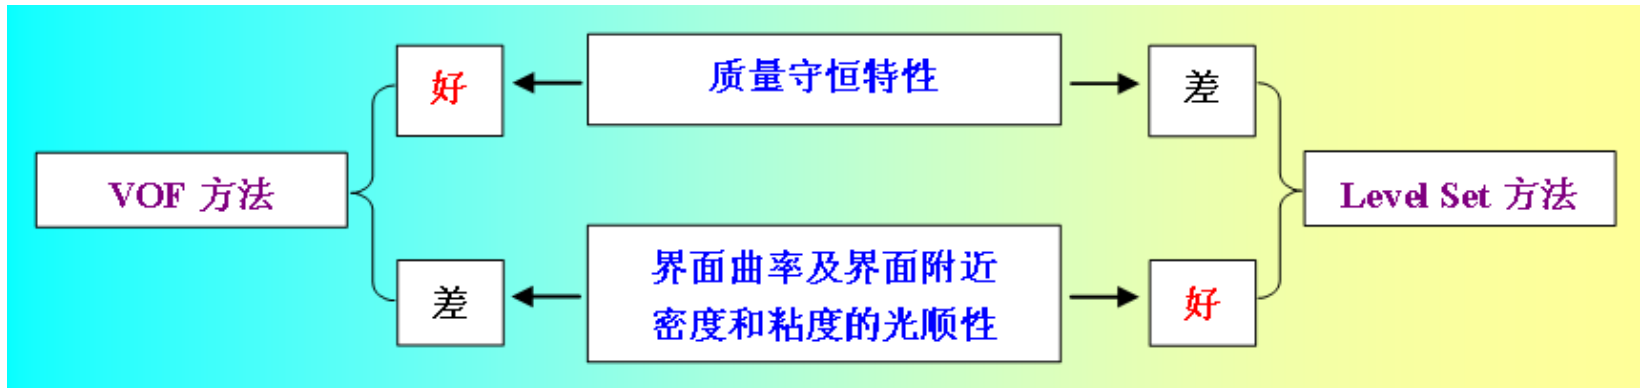 好
质量守恒特性
差
VOF 方法
Level Set 方法
差
界面曲率及界面附近
密度和粘度的光顺性
好